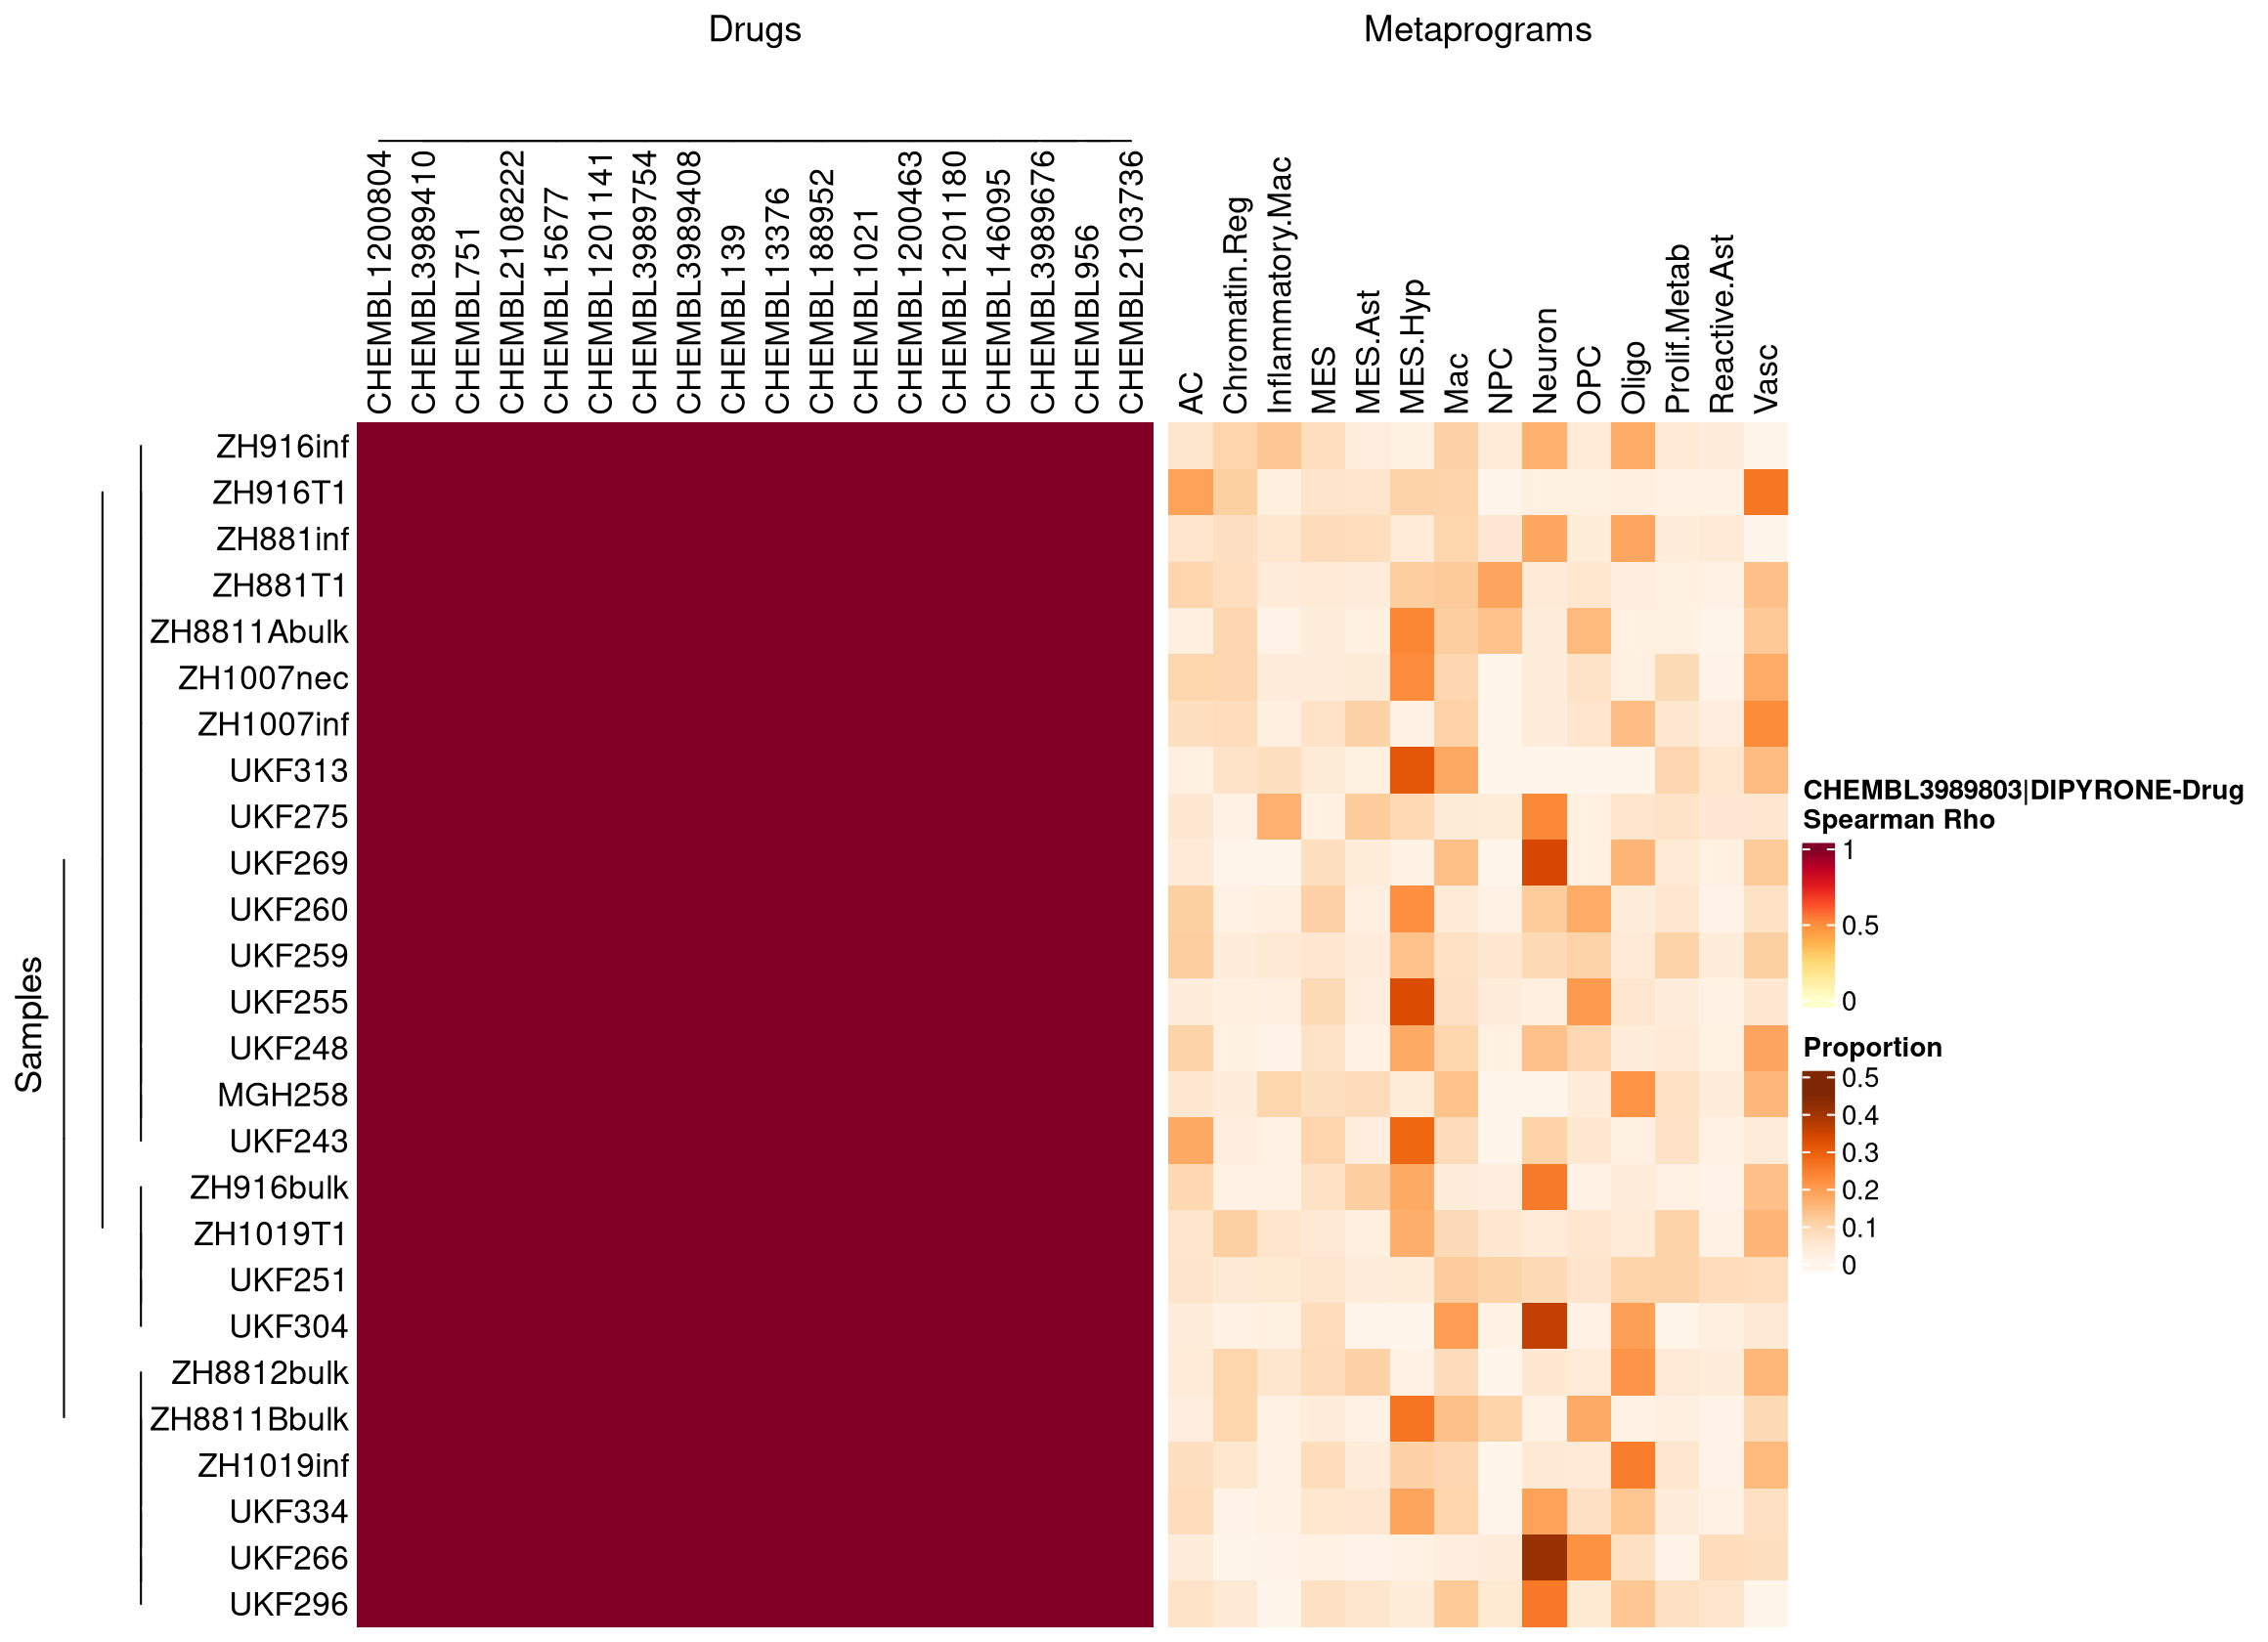 Drugs
Metaprograms
CHEMBL1200804
CHEMBL3989410
CHEMBL751
CHEMBL2108222
CHEMBL15677
CHEMBL1201141
CHEMBL3989754
CHEMBL3989408
CHEMBL139
CHEMBL13376
CHEMBL188952
CHEMBL1021
CHEMBL1200463
CHEMBL1201180
CHEMBL146095
CHEMBL3989676
CHEMBL956
CHEMBL2103736
AC
Chromatin.Reg
Inflammatory.Mac
MES
MES.Ast
MES.Hyp
Mac
NPC
Neuron
OPC
Oligo
Prolif.Metab
Reactive.Ast
Vasc
Samples
ZH916inf
ZH916T1
ZH881inf
ZH881T1
ZH8811Abulk
ZH1007nec
ZH1007inf
UKF313
UKF275
UKF269
UKF260
UKF259
UKF255
UKF248
MGH258
UKF243
ZH916bulk
ZH1019T1
UKF251
UKF304
ZH8812bulk
ZH8811Bbulk
ZH1019inf
UKF334
UKF266
UKF296
CHEMBL3989803|DIPYRONE-Drug
Spearman Rho
1
0.5
0
Proportion
0.5
0.4
0.3
0.2
0.1
0